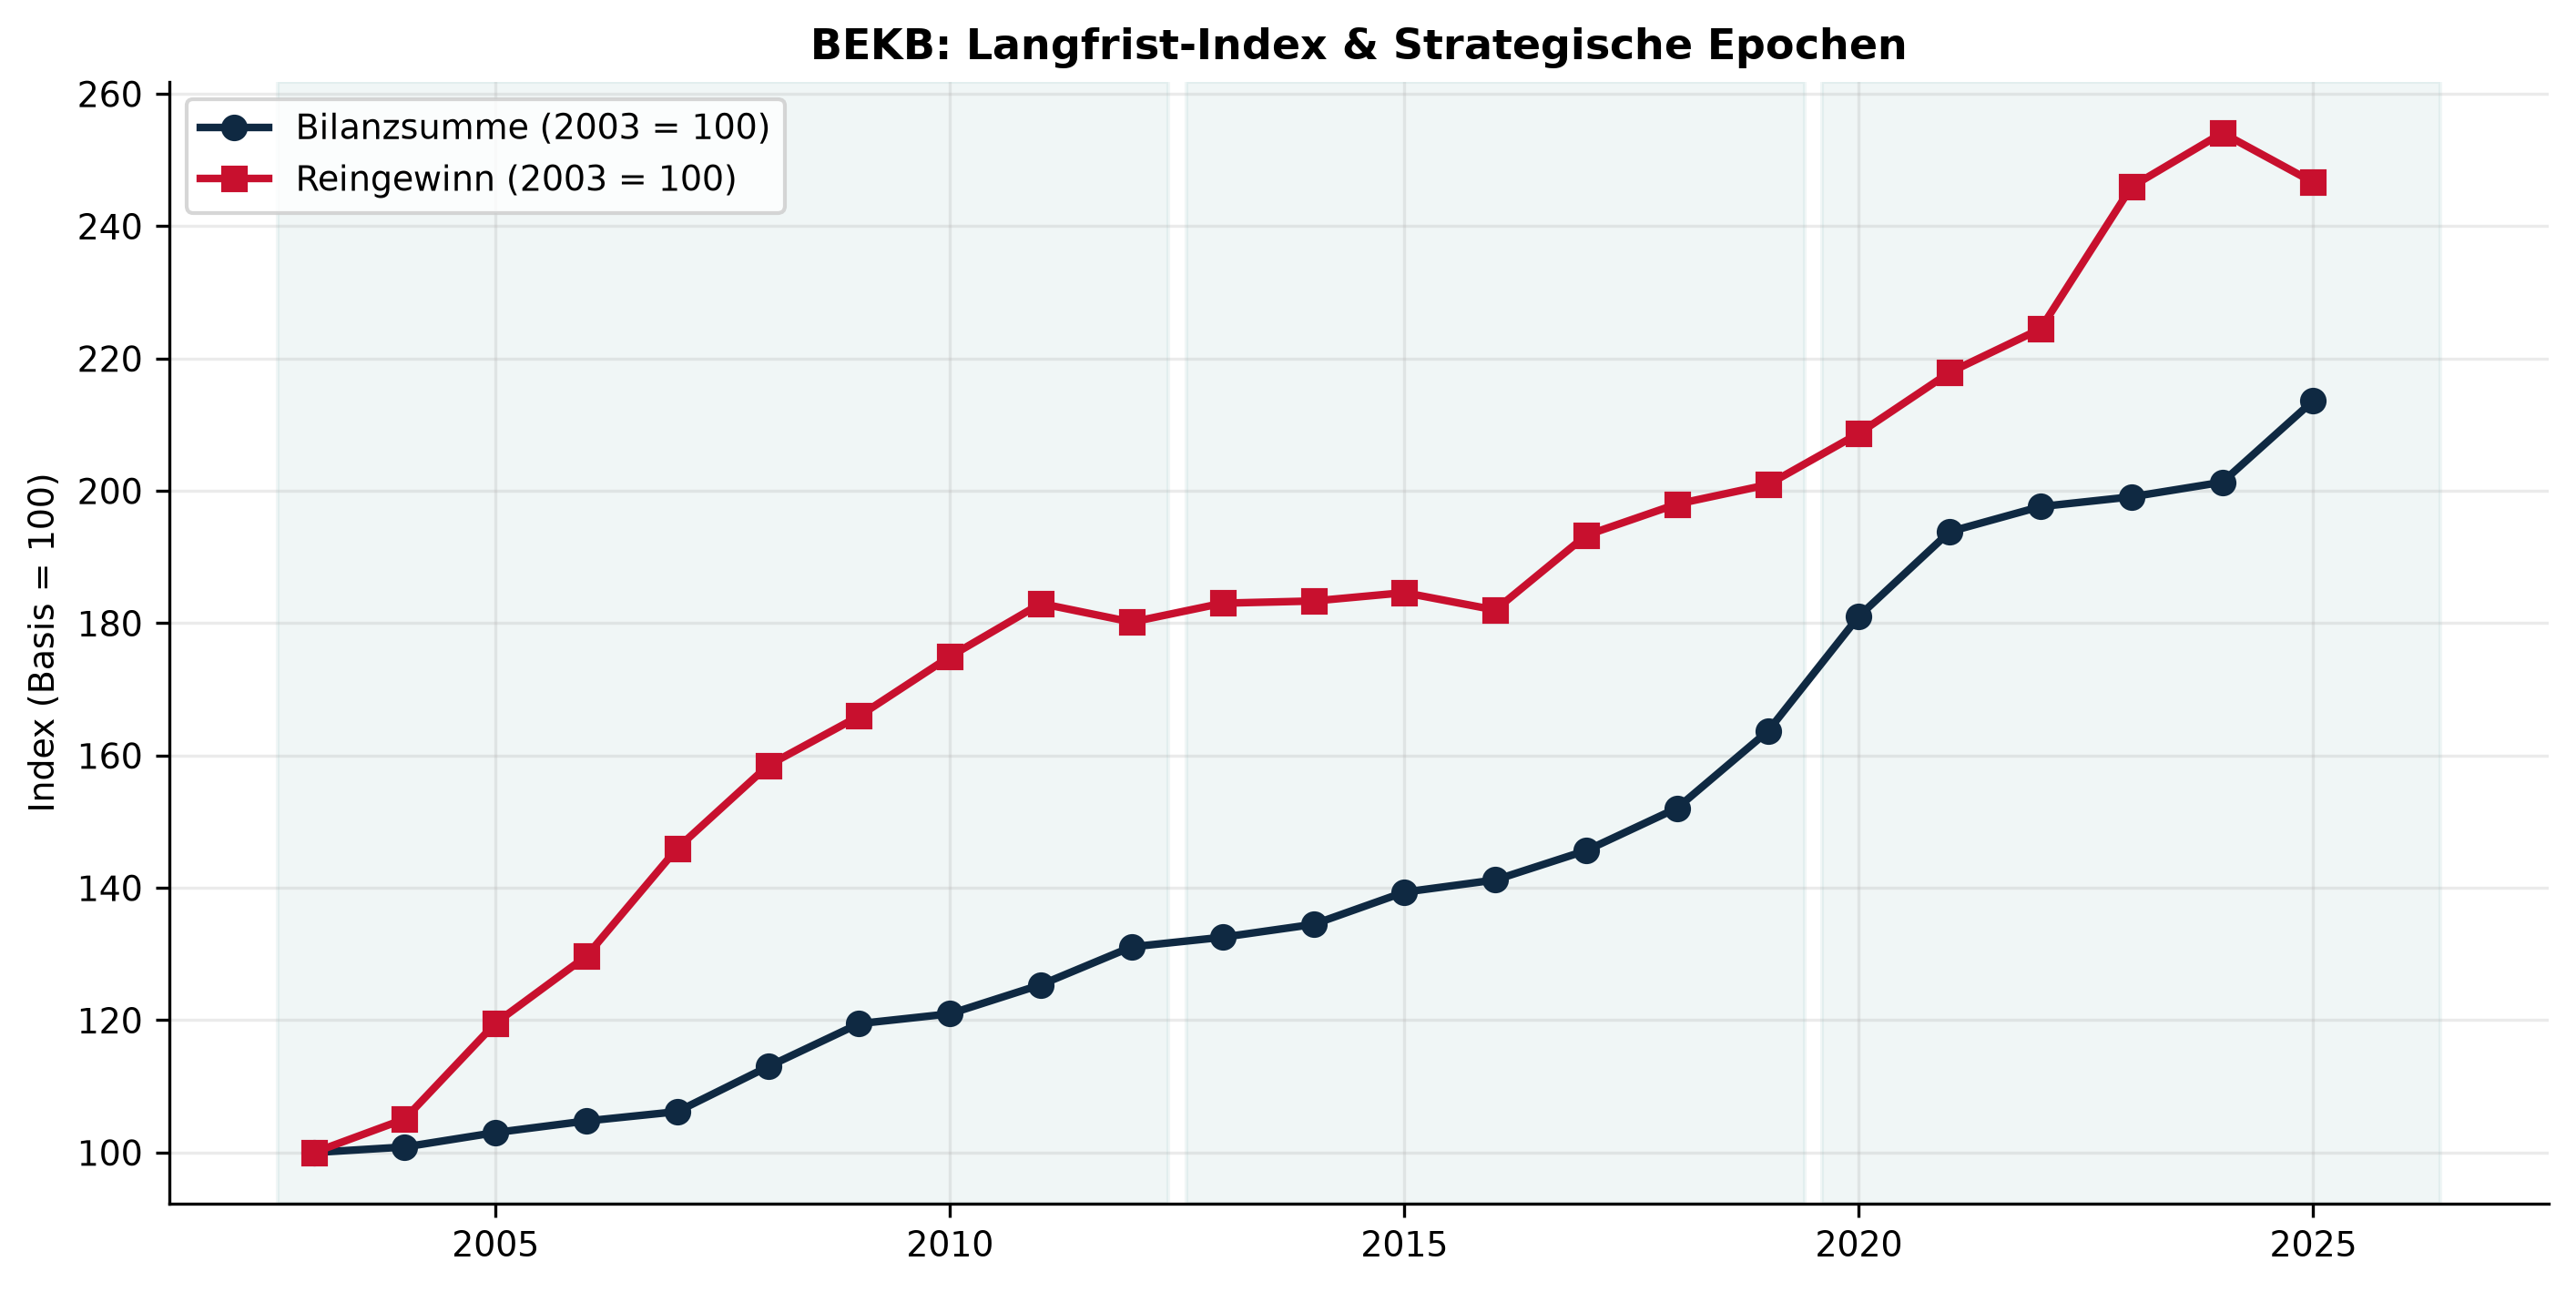 BEKB: Langfrist-Index & Strategische Epochen
Bilanzsumme (2003 = 100)
Reingewinn (2003 = 100)
Index (Basis = 100)
260
240
220
200
180
160
140
120
100
2005 2010 2015 2020 2025